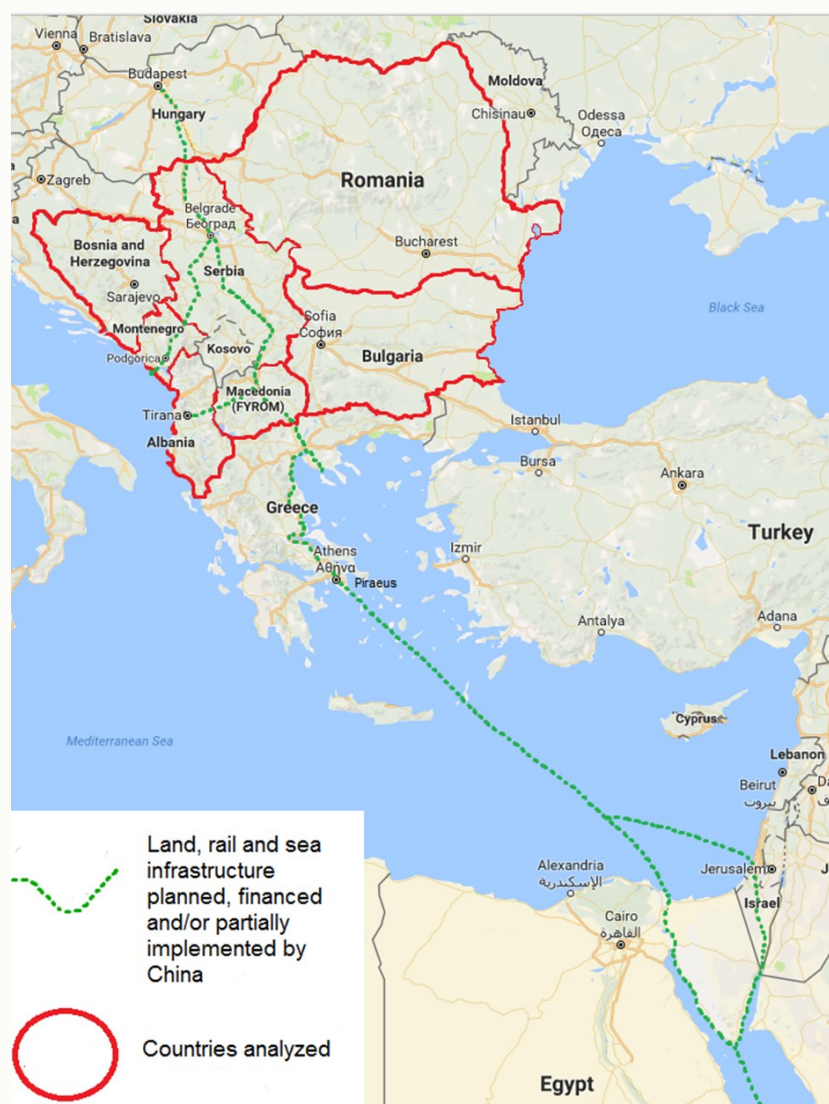 Slovakia
Vienna
Bratislava
Budapest
Hungary
Moldova
Chisinau
Odessa
Одеса
Romania
Zagreb
a
a
Belgrade
Београд
Bucharest
Bosnia and
Herzegovina
Sarajevo
Serbia
Black Sea
Montenegro
Sofia
София
Kosovo
Bulgaria
Podgorica
Macedonia
(FYROM)
Tirana
Albania
Istanbul
Bursa
Ankara
Greece
Turkey
Athens
Αθήνα
Piraeus
Izmir
Antalya
Adana
Cyprus
Mediterranean Sea
Lebanon
Beirut
بيروت
Da
Jerusalem
J
Israel
Alexandria
الإسكندرية
Cairo
القاهرة
Egypt
Land, rail and sea
infrastructure
planned, financed
and/or partially
implemented by
China
Countries analyzed